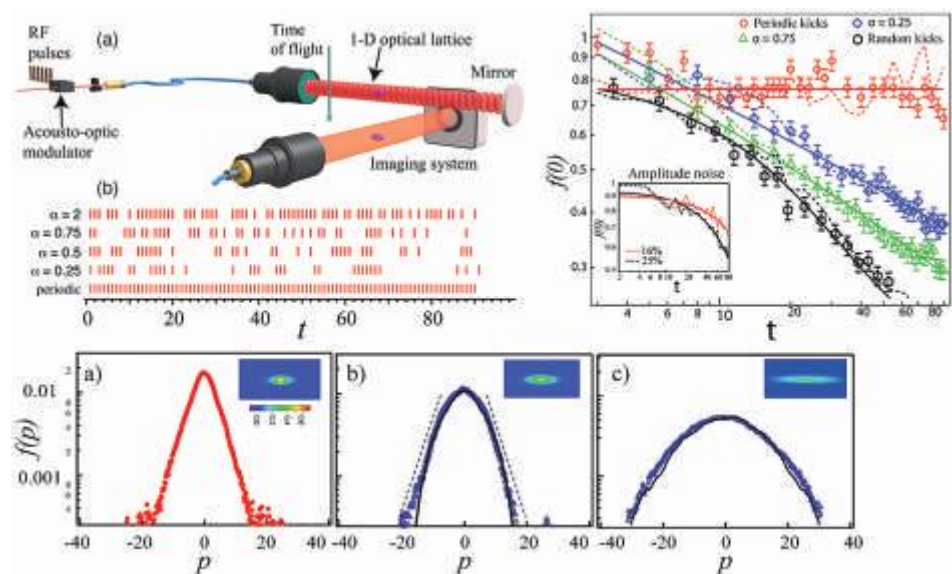 RF
pulses
(a)
Time
of flight
1-D optical lattice
Mirror
Acousto-optic
modulator
Imaging system
(b)
α = 2
α = 0.75
α = 0.5
α = 0.25
periodic
0 20 40 60 80
t
Periodic kicks α = 0.25
α = 0.75 Random kicks
f(0)
1
0.9
0.8
0.7
0.6
0.5
0.4
0.3
4 6 8 10 20 40 60 80
t
Amplitude noise
16%
25%
t
a)
f(p)
0.01
0.001
-40 -20 0 20 40
p
b)
-40 -20 0 20 40
p
c)
-40 -20 0 20 40
p